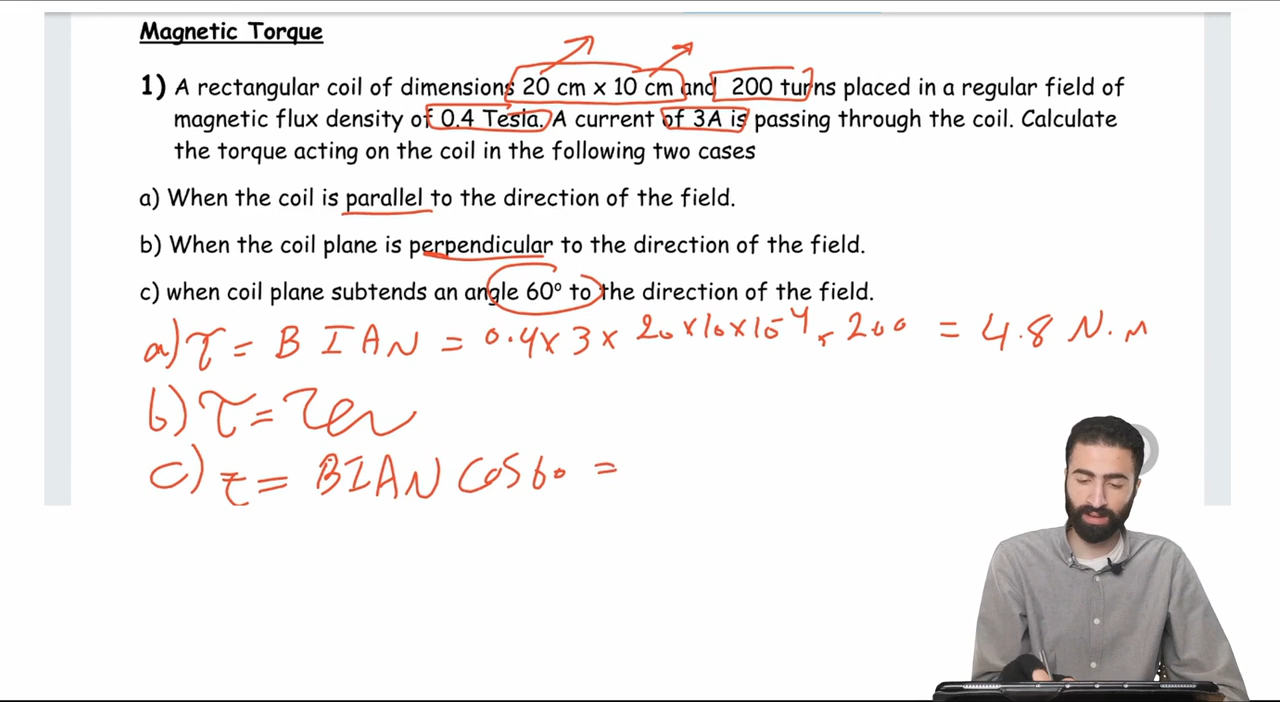 Magnetic Torque
1) A rectangular coil of dimensions 20 cm x 10 cm and 200 turns placed in a regular field of
magnetic flux density of 0.4 Tesla. A current of 3A is passing through the coil. Calculate
the torque acting on the coil in the following two cases
a) When the coil is parallel to the direction of the field.
b) When the coil plane is perpendicular to the direction of the field.
c) when coil plane subtends an angle 60° to the direction of the field.
a) τ = B I A N = 0.4 × 3 × 20 × 10 × 10⁻⁴ × 200 = 4.8 N.m
b) τ = Zero
c) τ = BIAN Cos 60 =